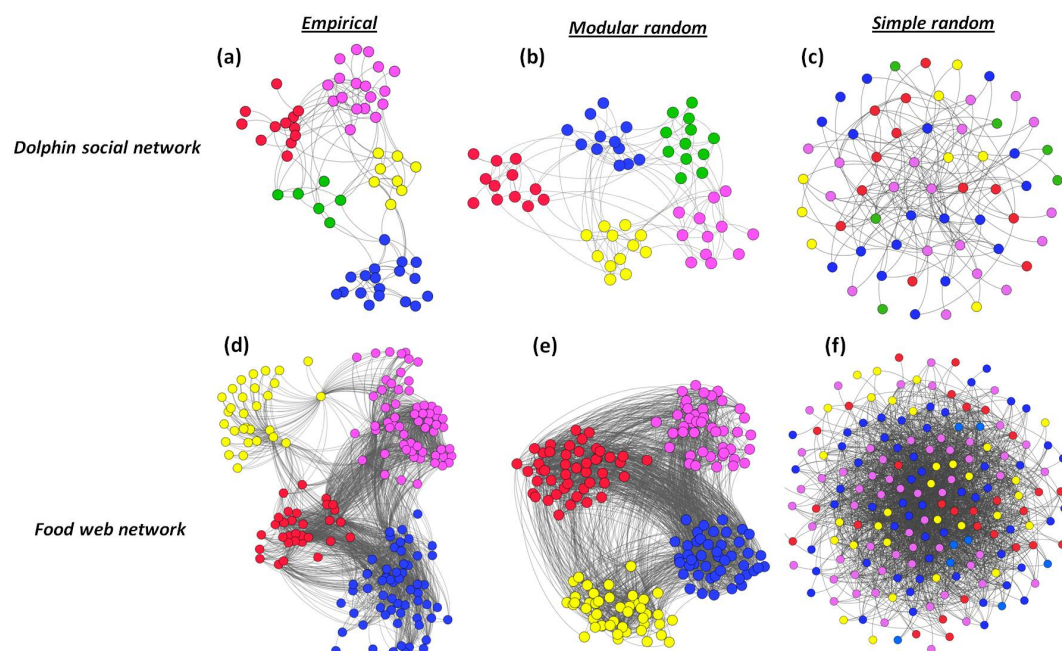 Empirical
Modular random
Simple random
(a)
(b)
(c)
Dolphin social network
(d)
(e)
(f)
Food web network